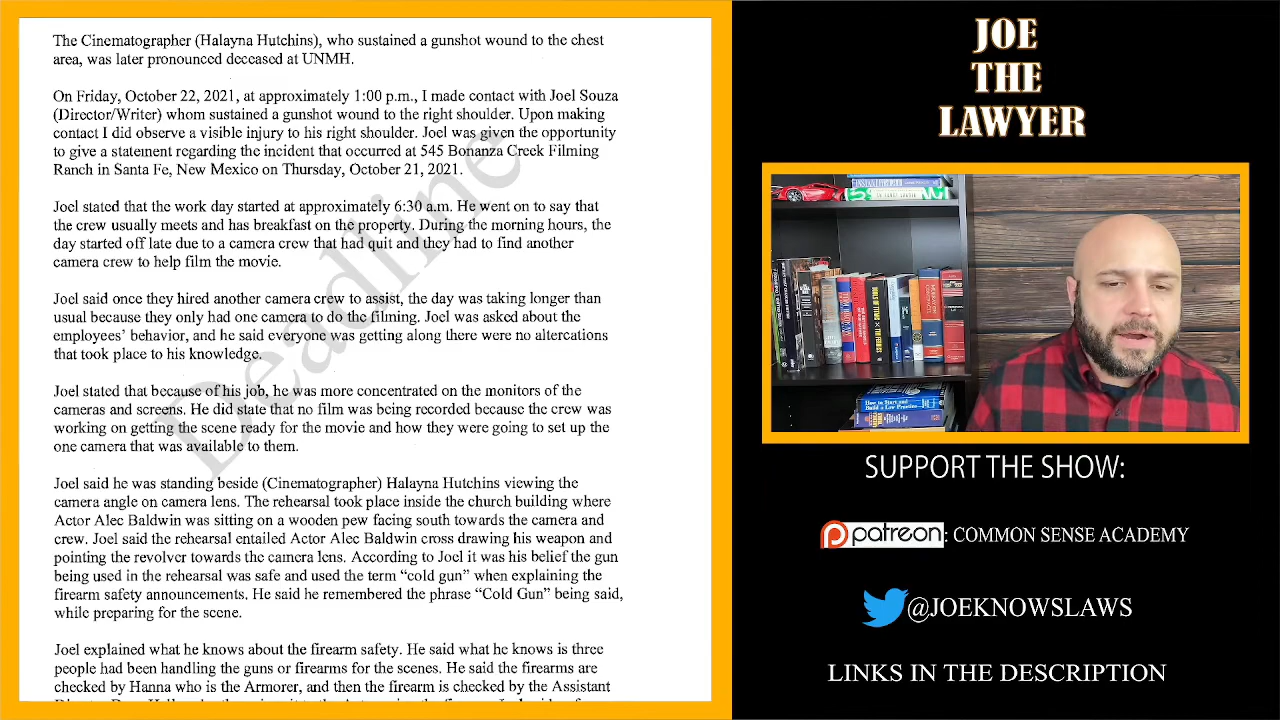 The Cinematographer (Halayna Hutchins), who sustained a gunshot wound to the chest
area, was later pronounced deceased at UNMH.
On Friday, October 22, 2021, at approximately 1:00 p.m., I made contact with Joel Souza
(Director/Writer) whom sustained a gunshot wound to the right shoulder. Upon making
contact I did observe a visible injury to his right shoulder. Joel was given the opportunity
to give a statement regarding the incident that occurred at 545 Bonanza Creek Filming
Ranch in Santa Fe, New Mexico on Thursday, October 21, 2021.
Joel stated that the work day started at approximately 6:30 a.m. He went on to say that
the crew usually meets and has breakfast on the property. During the morning hours, the
day started off late due to a camera crew that had quit and they had to find another
camera crew to help film the movie.
Joel said once they hired another camera crew to assist, the day was taking longer than
usual because they only had one camera to do the filming. Joel was asked about the
employees' behavior, and he said everyone was getting along there were no altercations
that took place to his knowledge.
Joel stated that because of his job, he was more concentrated on the monitors of the
cameras and screens. He did state that no film was being recorded because the crew was
working on getting the scene ready for the movie and how they were going to set up the
one camera that was available to them.
Joel said he was standing beside (Cinematographer) Halayna Hutchins viewing the
camera angle on camera lens. The rehearsal took place inside the church building where
Actor Alec Baldwin was sitting on a wooden pew facing south towards the camera and
crew. Joel said the rehearsal entailed Actor Alec Baldwin cross drawing his weapon and
pointing the revolver towards the camera lens. According to Joel it was his belief the gun
being used in the rehearsal was safe and used the term "cold gun" when explaining the
firearm safety announcements. He said he remembered the phrase "Cold Gun" being said,
while preparing for the scene.
Joel explained what he knows about the firearm safety. He said what he knows is three
people had been handling the guns or firearms for the scenes. He said the firearms are
checked by Hanna who is the Armorer, and then the firearm is checked by the Assistant
Deadline
JOE
THE
LAWYER
How to Start and
Build a Law Practice
SUPPORT THE SHOW:
patreon: COMMON SENSE ACADEMY
@JOEKNOWSLAWS
LINKS IN THE DESCRIPTION